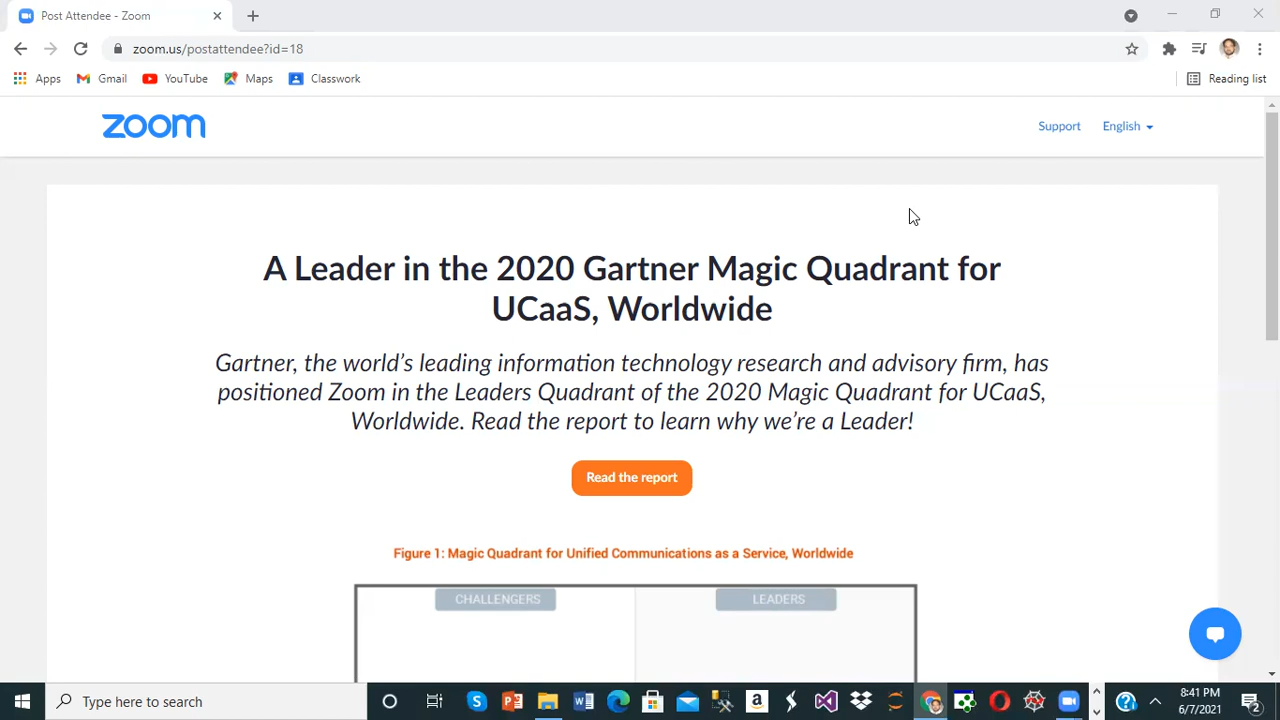 Post Attendee - Zoom
zoom.us/postattendee?id=18
Apps
Gmail
YouTube
Maps
Classwork
Reading list
zoom
Support
English
A Leader in the 2020 Gartner Magic Quadrant for
UCaaS, Worldwide
Gartner, the world's leading information technology research and advisory firm, has
positioned Zoom in the Leaders Quadrant of the 2020 Magic Quadrant for UCaaS,
Worldwide. Read the report to learn why we're a Leader!
Read the report
Figure 1: Magic Quadrant for Unified Communications as a Service, Worldwide
CHALLENGERS
LEADERS
Type here to search
8:41 PM
6/7/2021
2